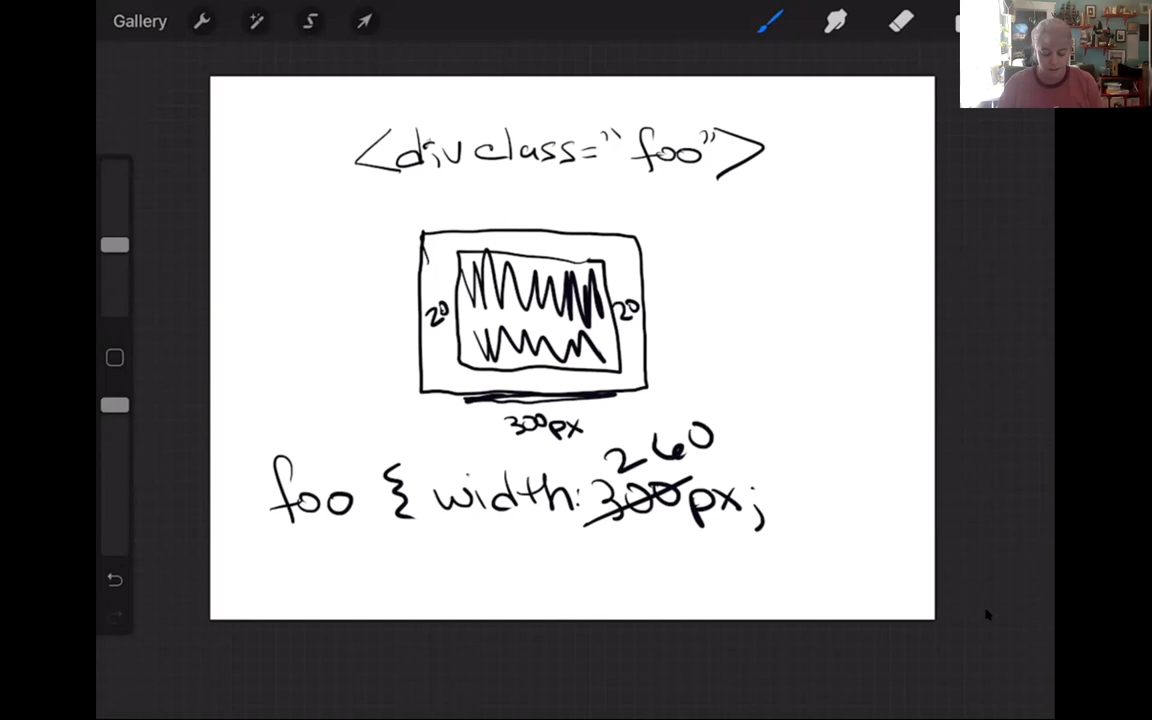 Gallery
<div class="foo">
20
20
300px
260
foo { width: 300px;